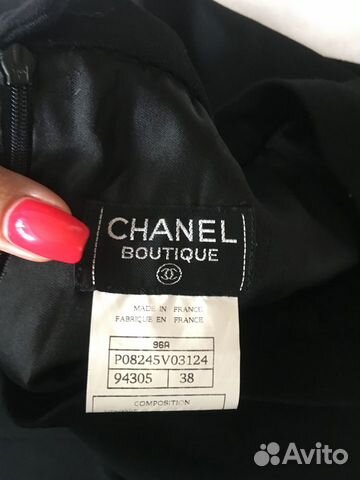 CHANEL
BOUTIQUE
MADE IN FRANCE
FABRIQUE EN FRANCE
96A
P08245V03124
94305 38
COMPOSITION
Avito